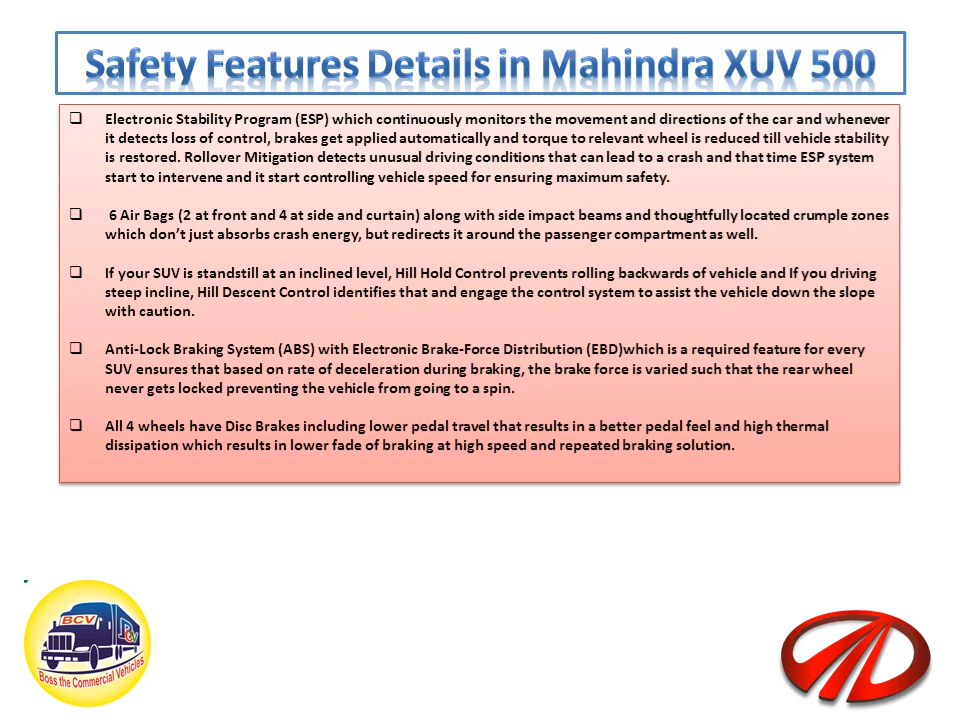 Safety Features Details in Mahindra XUV 500
Electronic Stability Program (ESP) which continuously monitors the movement and directions of the car and whenever
it detects loss of control, brakes get applied automatically and torque to relevant wheel is reduced till vehicle stability
is restored. Rollover Mitigation detects unusual driving conditions that can lead to a crash and that time ESP system
start to intervene and it start controlling vehicle speed for ensuring maximum safety.
6 Air Bags (2 at front and 4 at side and curtain) along with side impact beams and thoughtfully located crumple zones
which don't just absorbs crash energy, but redirects it around the passenger compartment as well.
If your SUV is standstill at an inclined level, Hill Hold Control prevents rolling backwards of vehicle and If you driving
steep incline, Hill Descent Control identifies that and engage the control system to assist the vehicle down the slope
with caution.
Anti-Lock Braking System (ABS) with Electronic Brake-Force Distribution (EBD)which is a required feature for every
SUV ensures that based on rate of deceleration during braking, the brake force is varied such that the rear wheel
never gets locked preventing the vehicle from going to a spin.
All 4 wheels have Disc Brakes including lower pedal travel that results in a better pedal feel and high thermal
dissipation which results in lower fade of braking at high speed and repeated braking solution.
BCV
Boss the Commercial Vehicles